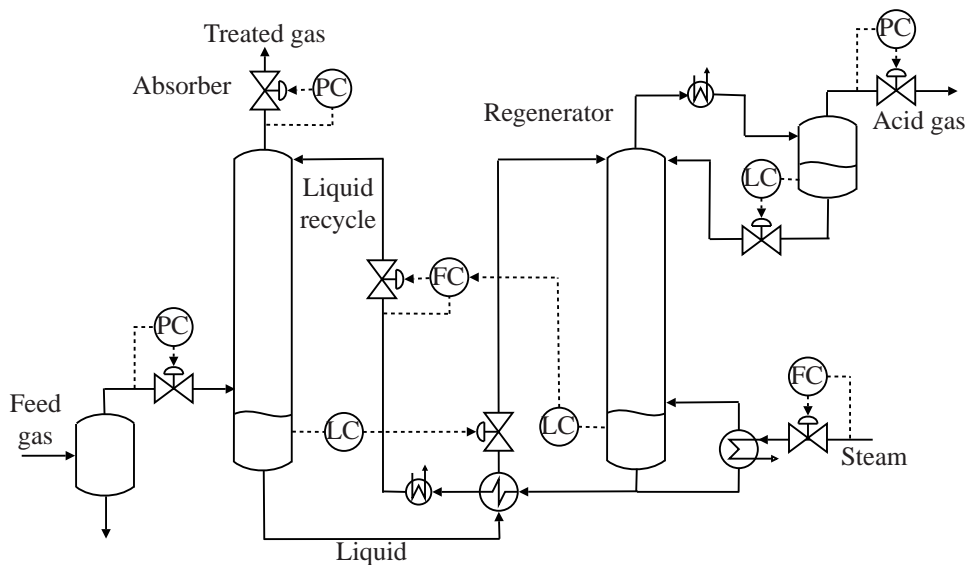 Treated gas
PC
Absorber
PC
Regenerator
Acid gas
LC
Liquid
recycle
FC
PC
FC
Feed
gas
LC
LC
Steam
Liquid